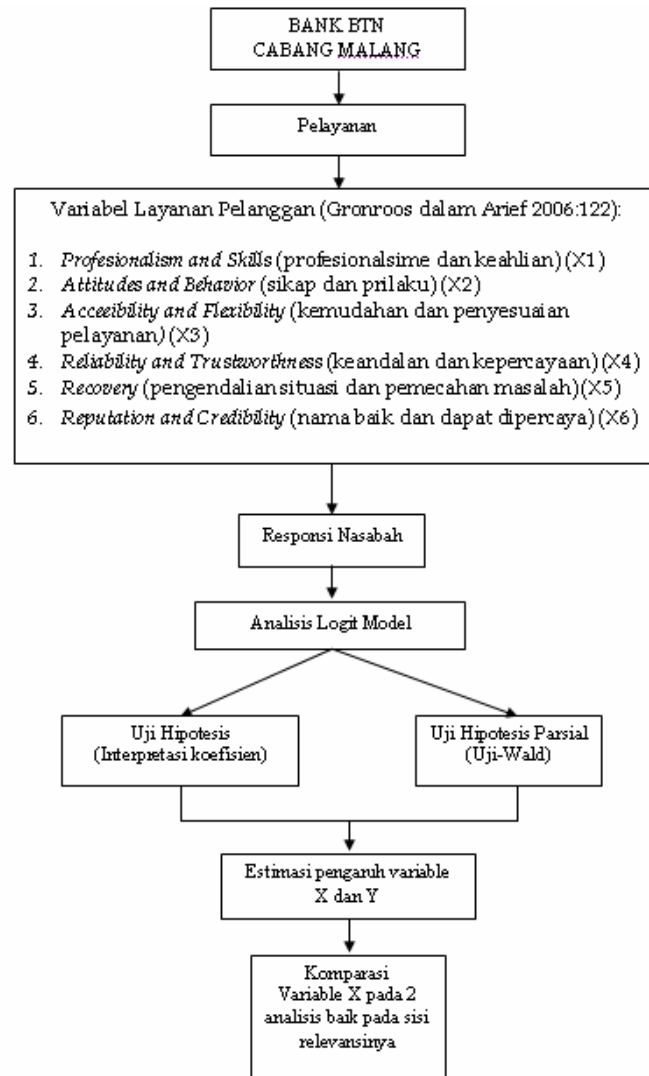 BANK BTN
CABANG MALANG
Pelayanan
Variabel Layanan Pelanggan (Gronroos dalam Arief 2006:122):
1. Profesionalism and Skills (profesionalsime dan keahlian) (X1)
2. Attitudes and Behavior (sikap dan prilaku) (X2)
3. Acceeibility and Flexibility (kemudahan dan penyesuaian
pelayanan) (X3)
4. Reliability and Trustworthness (keandalan dan kepercayaan) (X4)
5. Recovery (pengendalian situasi dan pemecahan masalah)(X5)
6. Reputation and Credibility (nama baik dan dapat dipercaya) (X6)
Responsi Nasabah
Analisis Logit Model
Uji Hipotesis
(Interpretasi koefisien)
Uji Hipotesis Parsial
(Uji-Wald)
Estimasi pengaruh variable
X dan Y
Komparasi
Variable X pada 2
analisis baik pada sisi
relevansinya